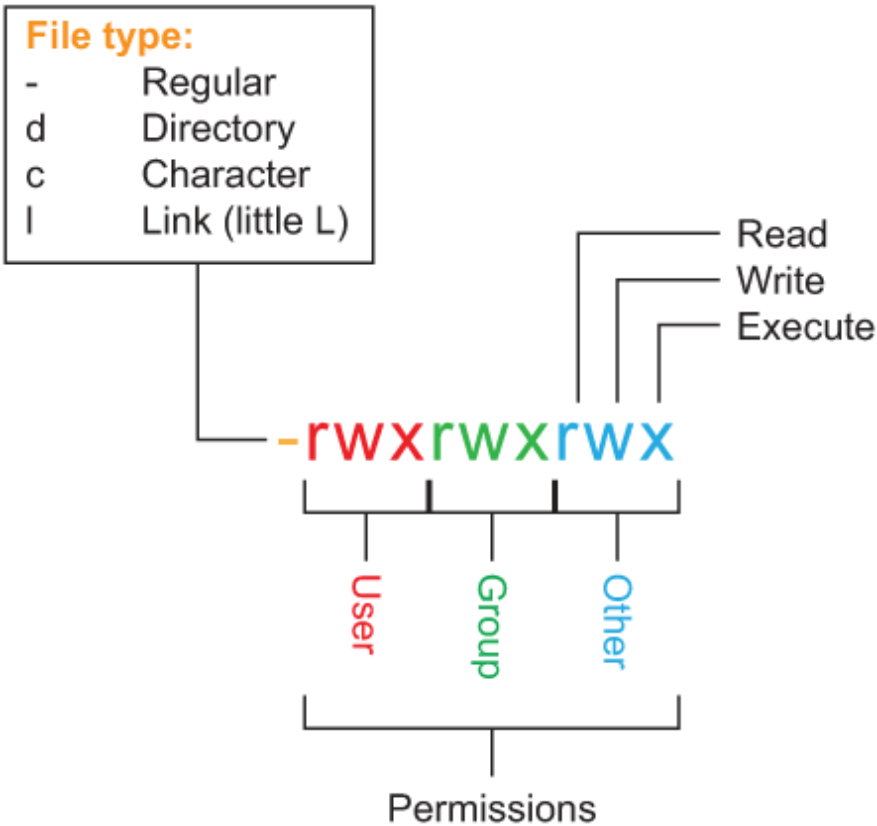 File type:
- Regular
d Directory
c Character
l Link (little L)
Read
Write
Execute
-rwxrwxrwx
User
Group
Other
Permissions